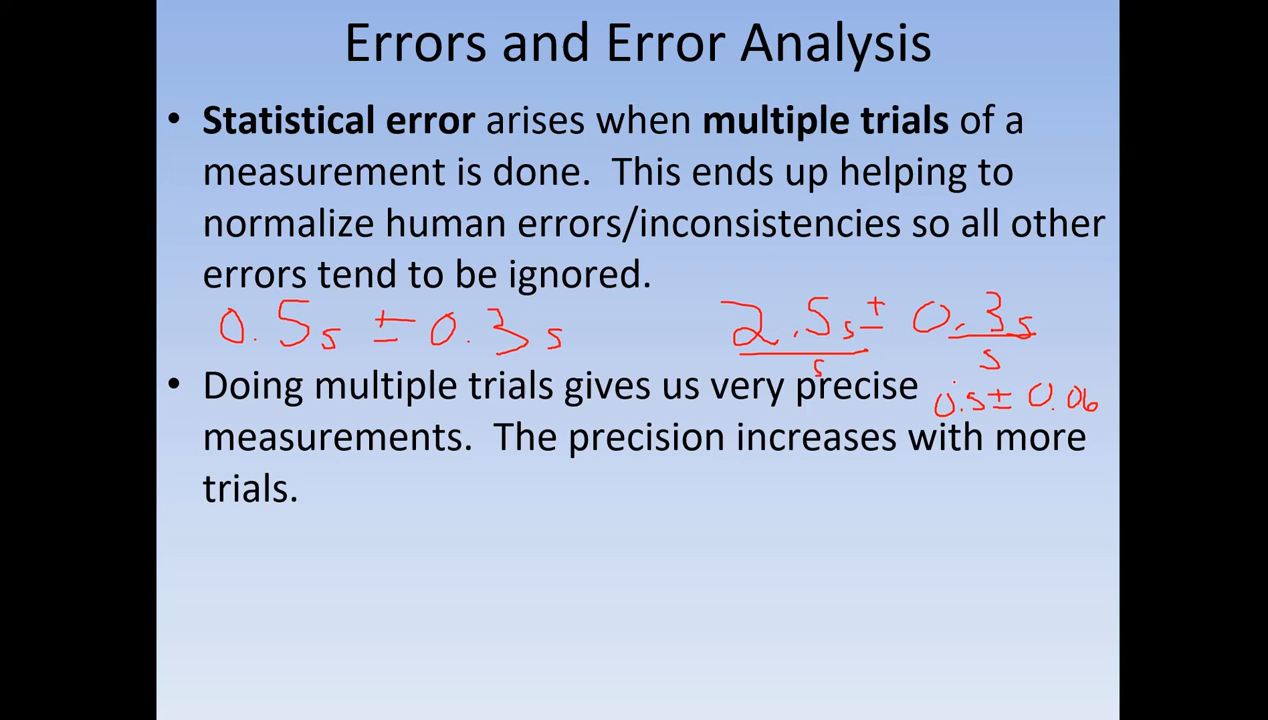 Errors and Error Analysis
• Statistical error arises when multiple trials of a
measurement is done. This ends up helping to
normalize human errors/inconsistencies so all other
errors tend to be ignored.
0.5s ± 0.3s
2.5s ± 0.3s
5 5
• Doing multiple trials gives us very precise
0.5 ± 0.06
measurements. The precision increases with more
trials.